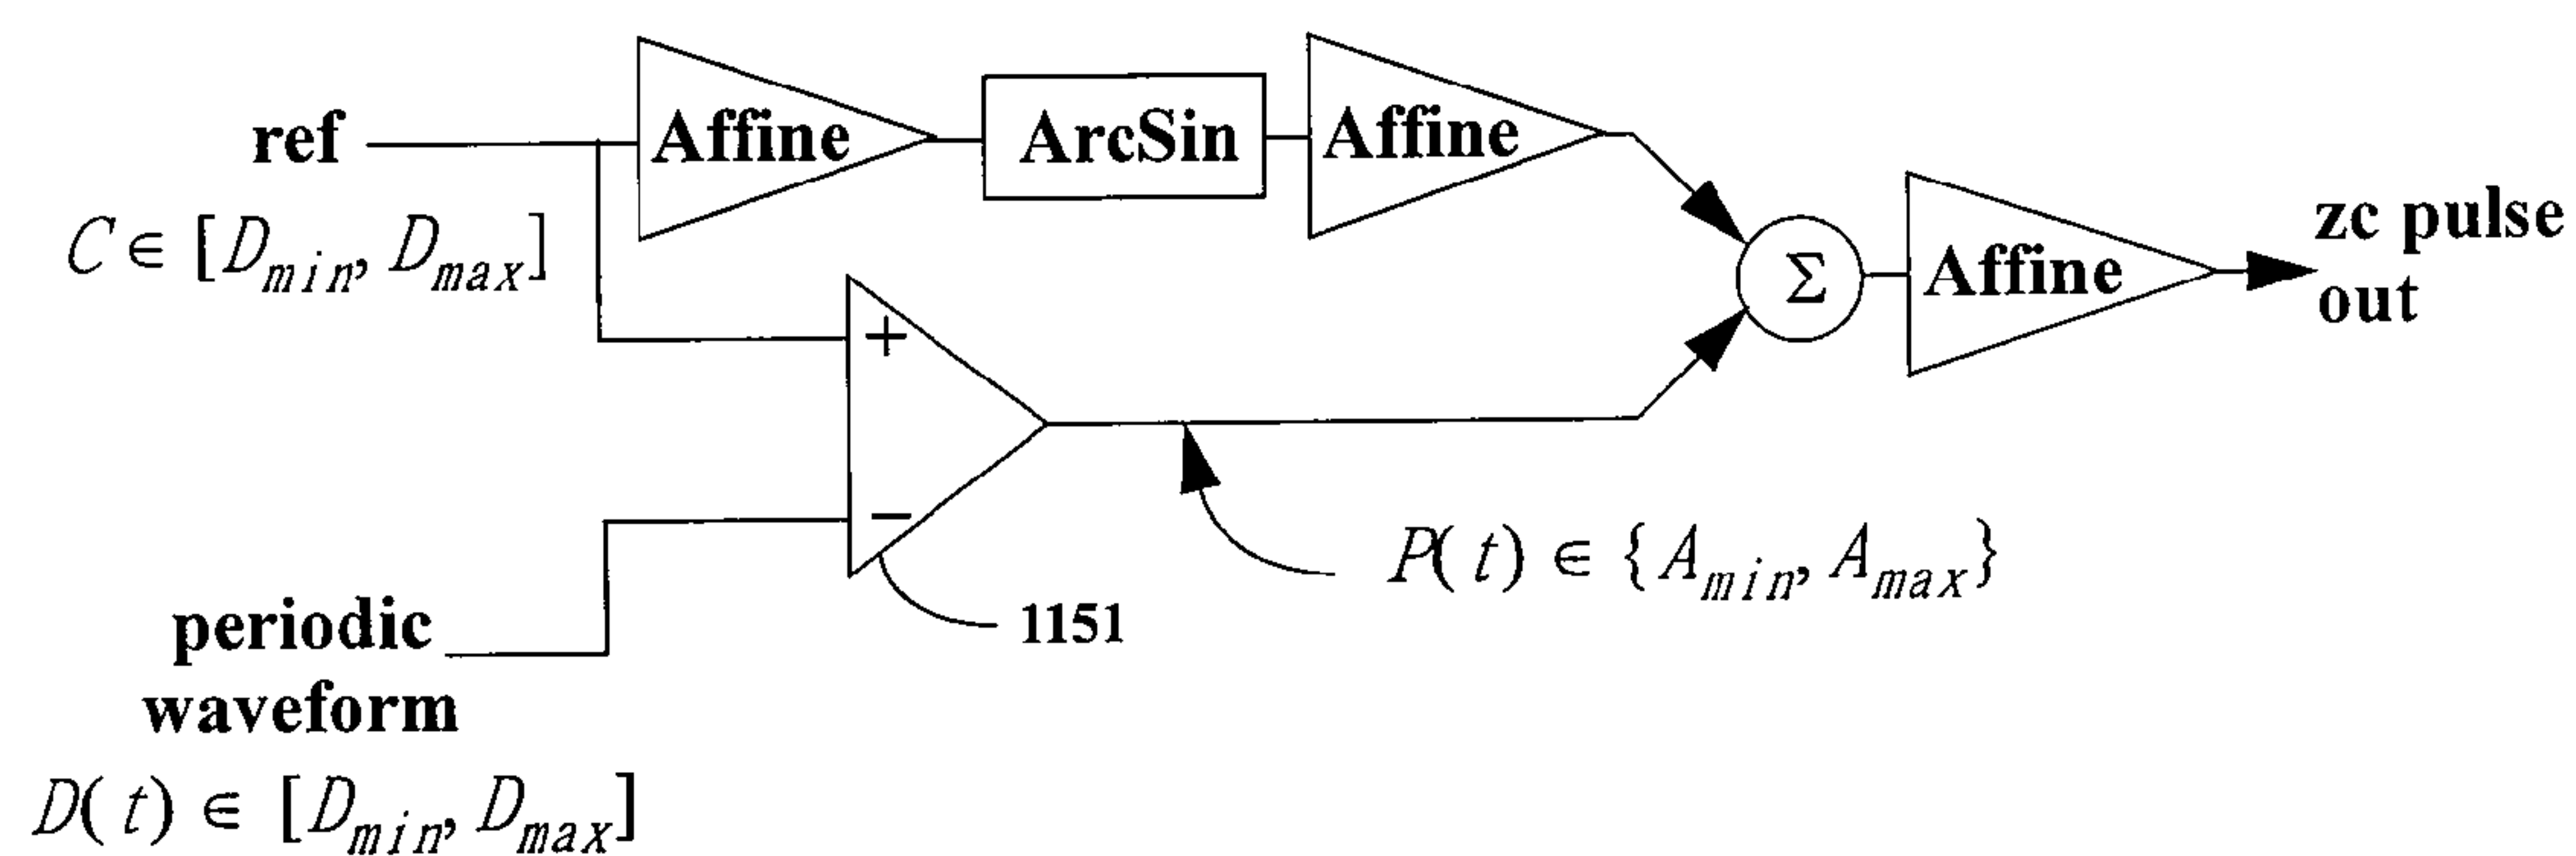 ref
C ∈ [D_min, D_max]
Affine
ArcSin
Affine
Σ
Affine
zc pulse
out
+
−
1151
P(t) ∈ {A_min, A_max}
periodic
waveform
D(t) ∈ [D_min, D_max]